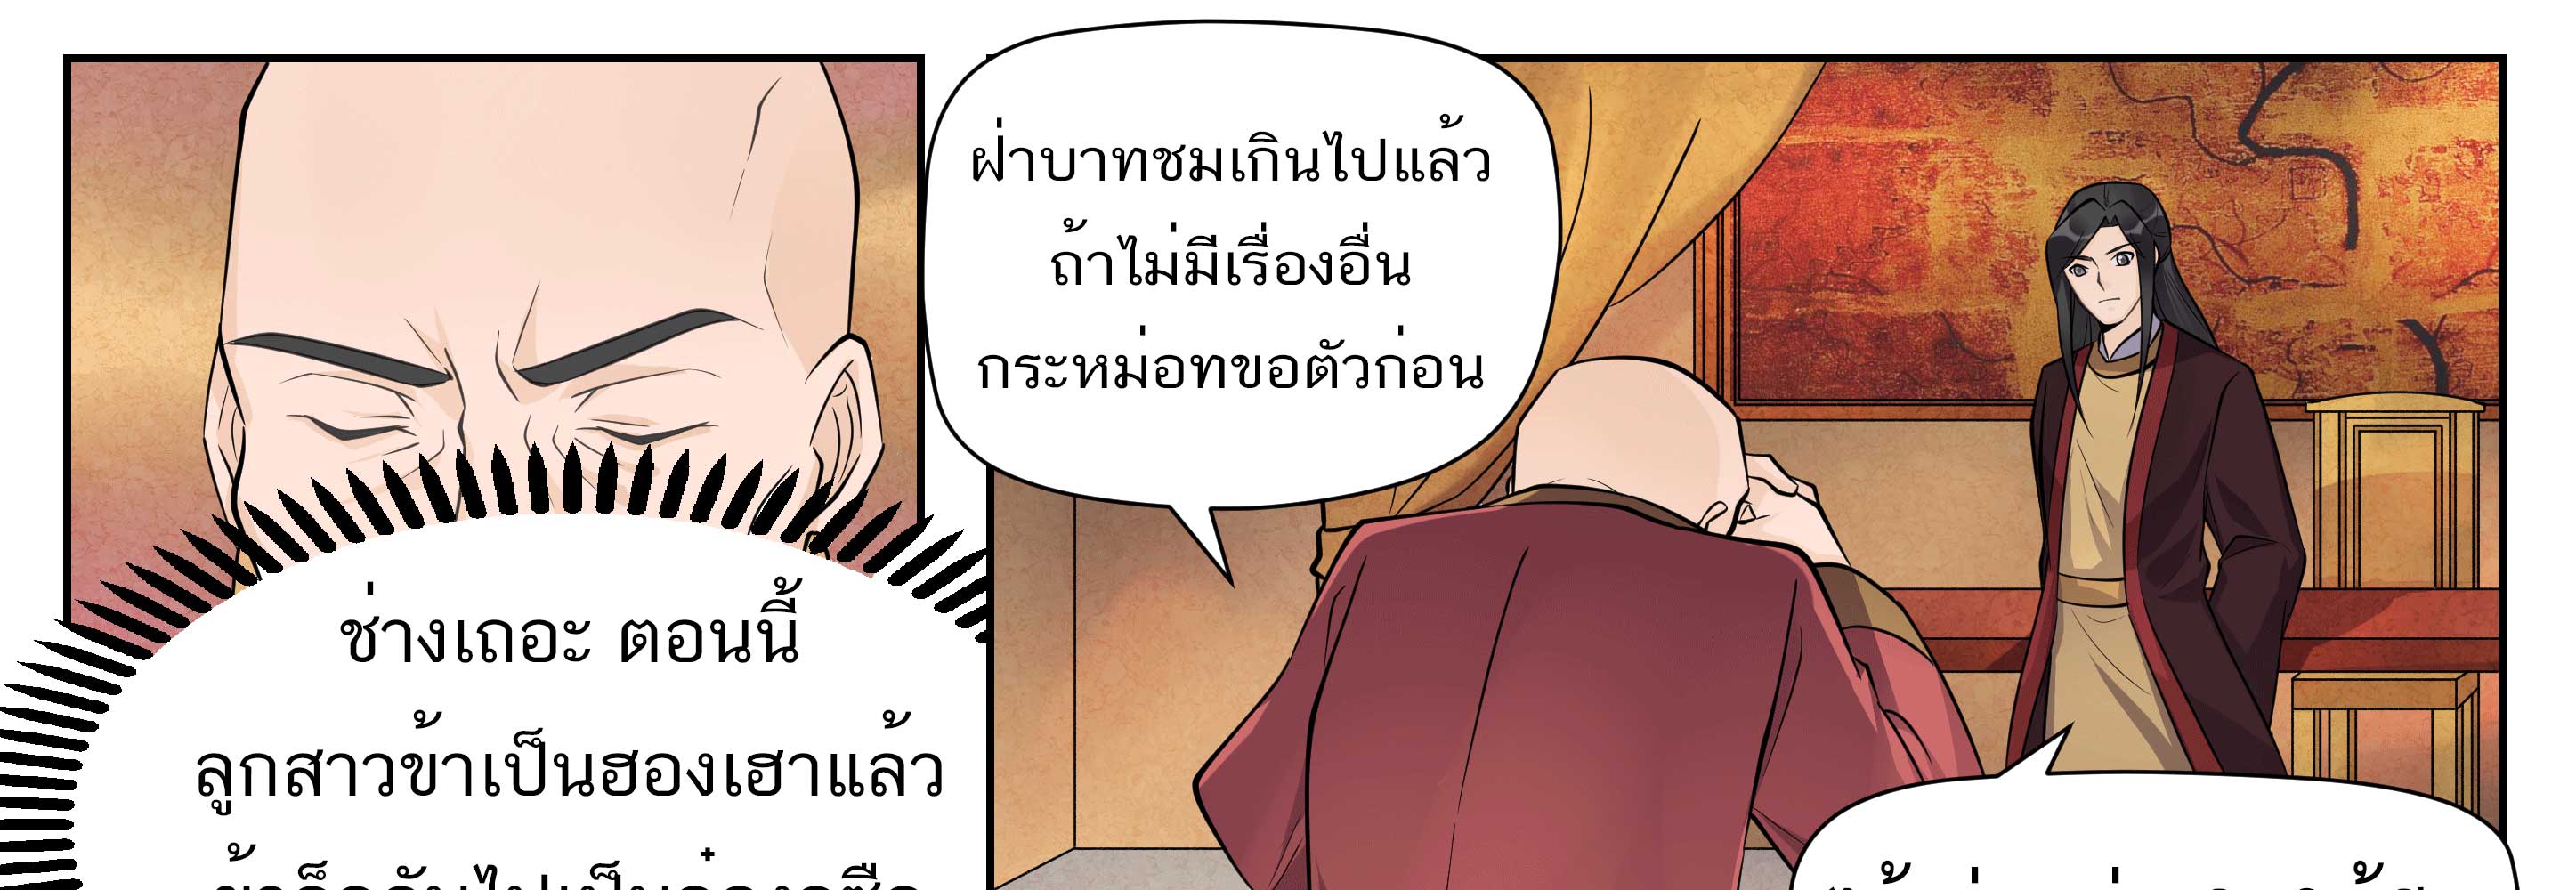 ช่างเถอะ ตอนนี้
ลูกสาวข้าเป็นฮองเฮาแล้ว
ฝ่าบาทชมเกินไปแล้ว
ถ้าไม่มีเรื่องอื่น
กระหม่อทขอตัวก่อน